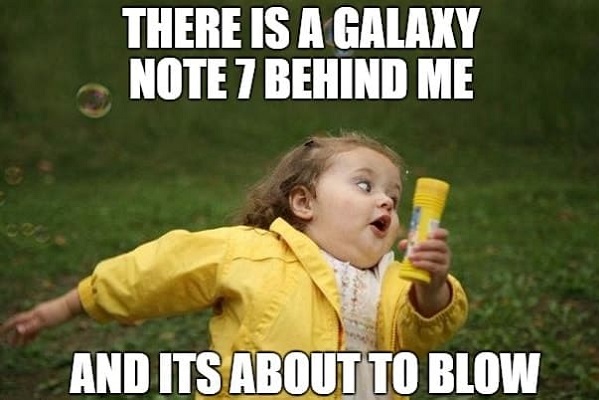 THERE IS A GALAXY
NOTE 7 BEHIND ME
AND ITS ABOUT TO BLOW